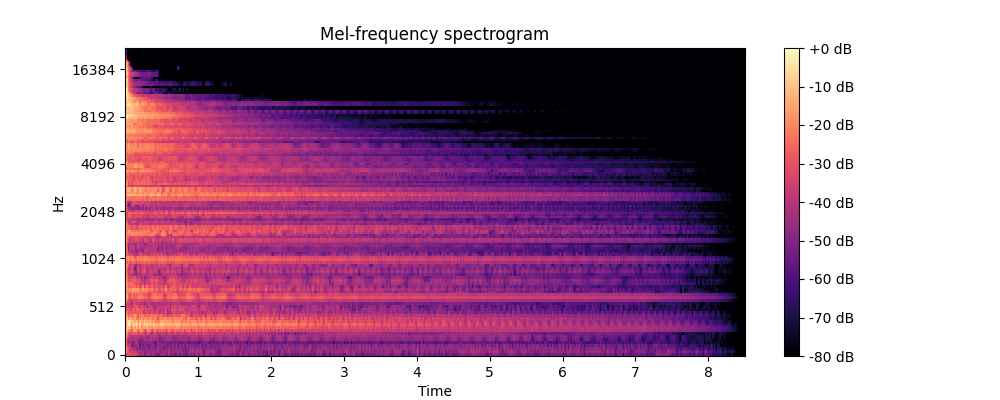 Mel-frequency spectrogram
16384
8192
4096
2048
1024
512
0
Hz
0 1 2 3 4 5 6 7 8
Time
+0 dB
-10 dB
-20 dB
-30 dB
-40 dB
-50 dB
-60 dB
-70 dB
-80 dB